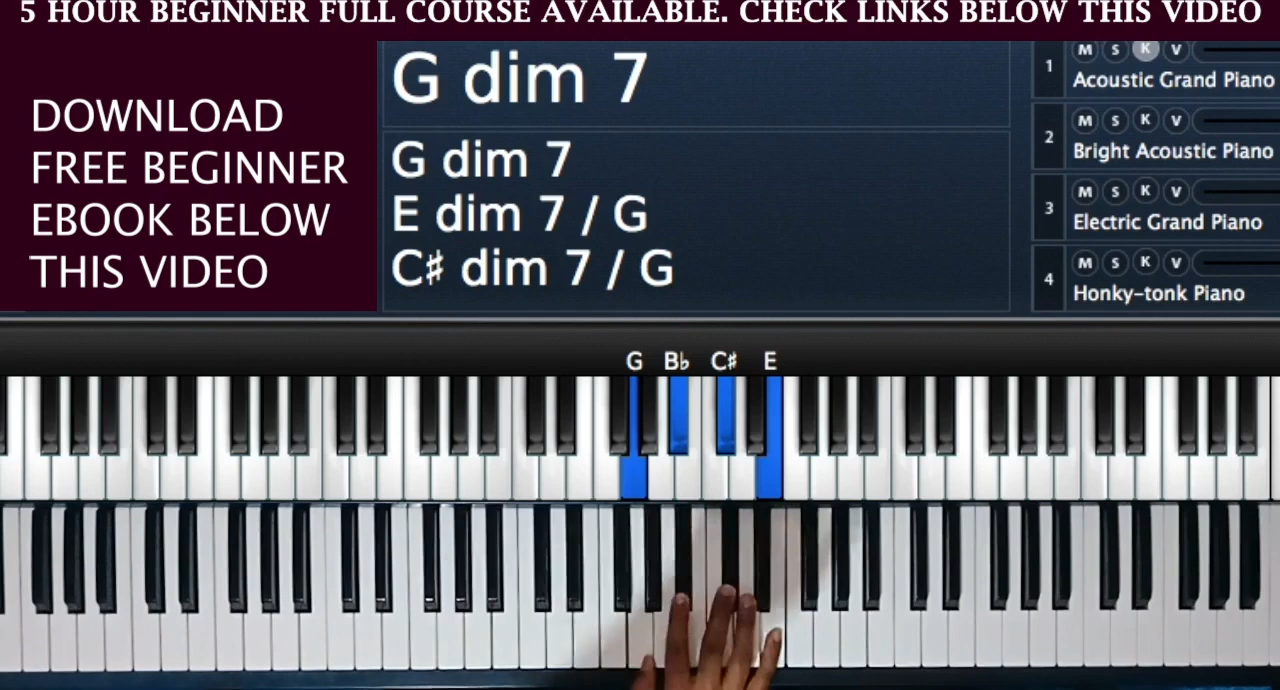 5 HOUR BEGINNER FULL COURSE AVAILABLE. CHECK LINKS BELOW THIS VIDEO
DOWNLOAD
FREE BEGINNER
EBOOK BELOW
THIS VIDEO
G dim 7
G dim 7
E dim 7 / G
C♯ dim 7 / G
1 M S K V
Acoustic Grand Piano
2 M S K V
Bright Acoustic Piano
3 M S K V
Electric Grand Piano
4 M S K V
Honky-tonk Piano
G B♭ C♯ E